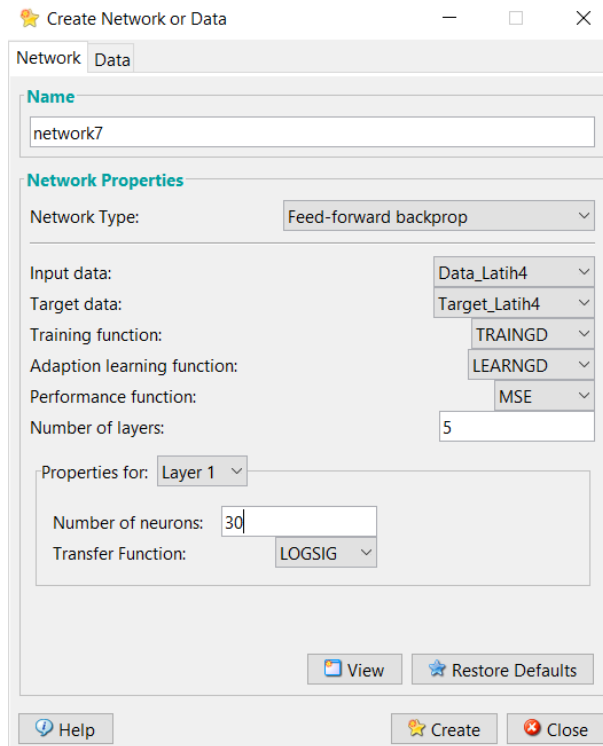 Create Network or Data
Network Data
Name
network7
Network Properties
Network Type: Feed-forward backprop
Input data: Data_Latih4
Target data: Target_Latih4
Training function: TRAINGD
Adaption learning function: LEARNGD
Performance function: MSE
Number of layers: 5
Properties for: Layer 1
Number of neurons: 30
Transfer Function: LOGSIG
View Restore Defaults
Help Create Close